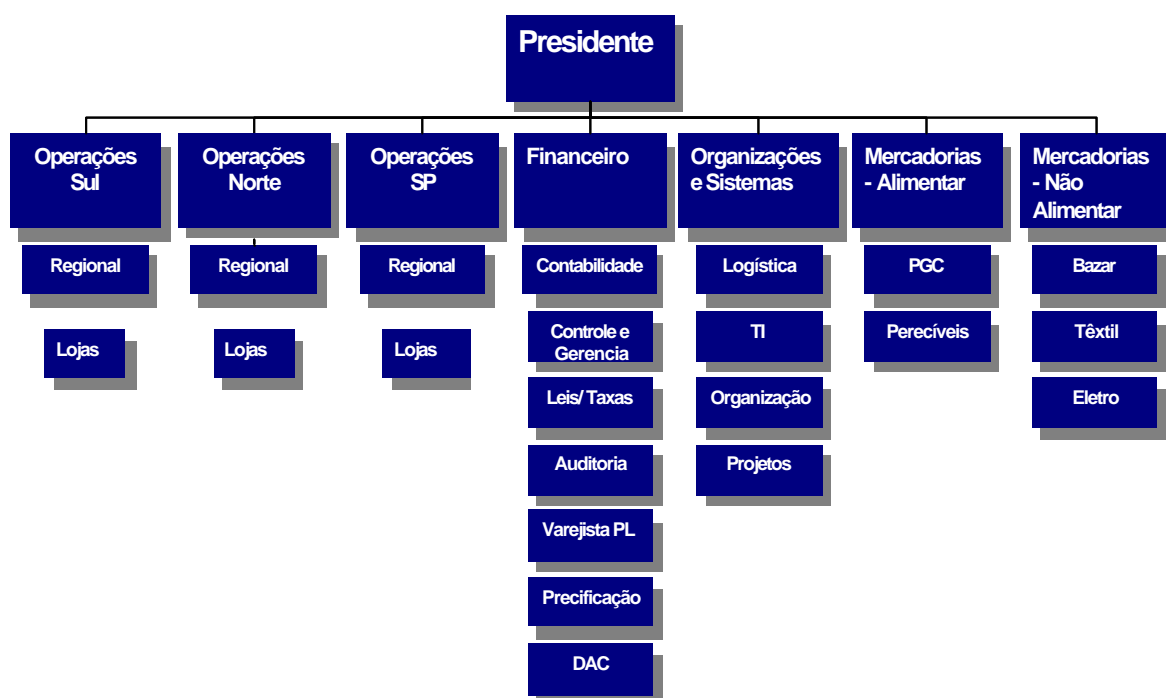 Presidente
Operações
Sul
Operações
Norte
Operações
SP
Financeiro
Organizações
e Sistemas
Mercadorias
- Alimentar
Mercadorias
- Não
Alimentar
Regional
Regional
Regional
Contabilidade
Logística
PGC
Bazar
Lojas
Lojas
Lojas
Controle e
Gerencia
TI
Perecíveis
Têxtil
Leis/ Taxas
Organização
Eletro
Auditoria
Projetos
Varejista PL
Precificação
DAC